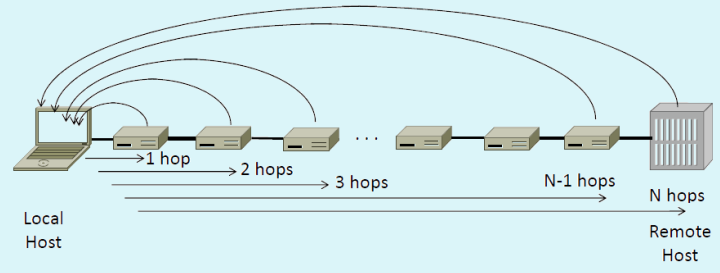 1 hop
2 hops
3 hops
...
N-1 hops
N hops
Local
Host
Remote
Host